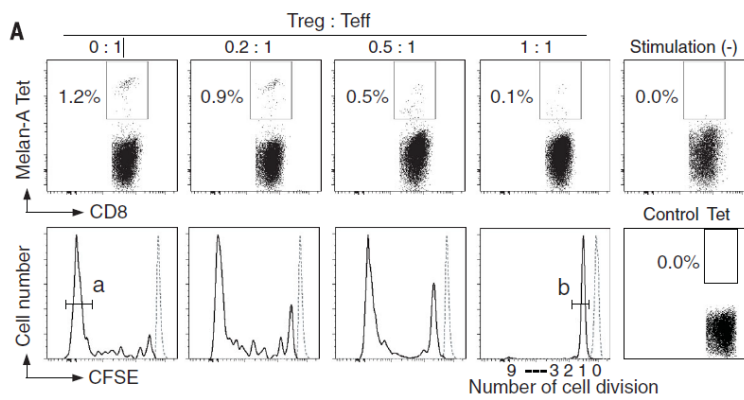 A
Treg : Teff
0 : 1
0.2 : 1
0.5 : 1
1 : 1
Stimulation (-)
Melan-A Tet
1.2%
0.9%
0.5%
0.1%
0.0%
CD8
Control Tet
Cell number
a
b
0.0%
CFSE
9 ---3 2 1 0
Number of cell division